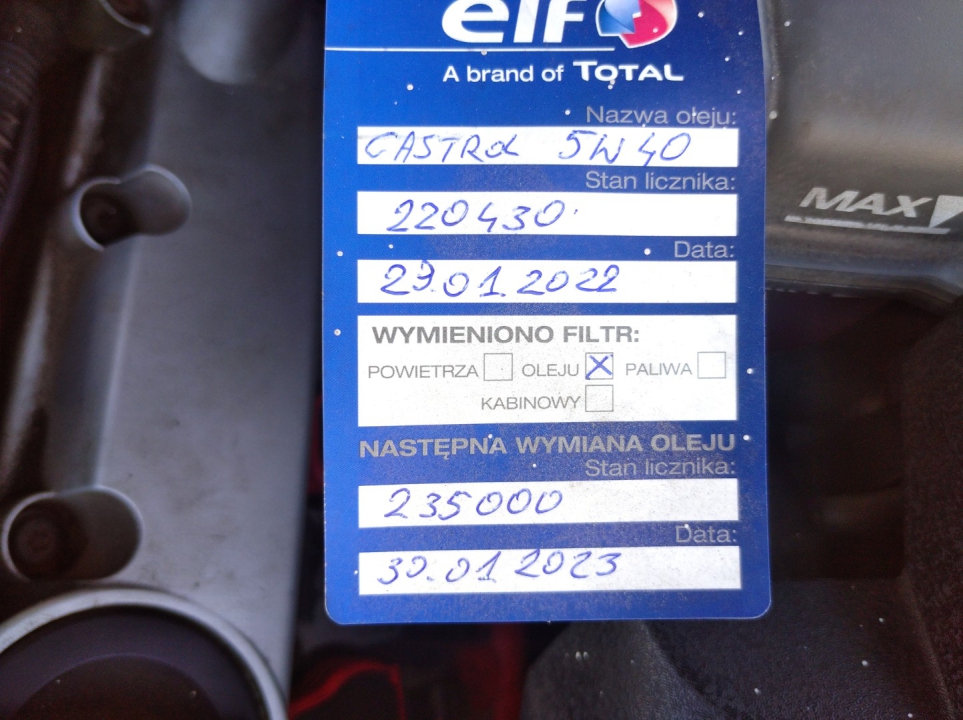 elf
A brand of TOTAL
Nazwa oleju:
CASTROL 5W40
Stan licznika:
220430
Data:
29.01.2022
WYMIENIONO FILTR:
POWIETRZA OLEJU X PALIWA
KABINOWY
NASTĘPNA WYMIANA OLEJU
Stan licznika:
235000
Data:
30.01 2023
MAX